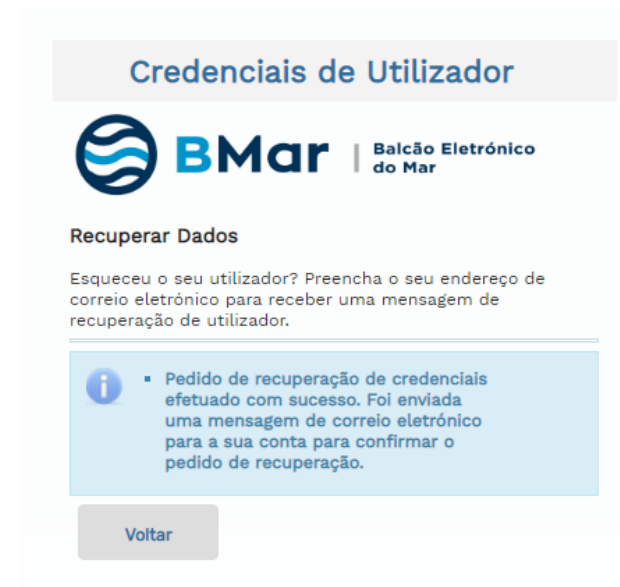 Credenciais de Utilizador
BMar | Balcão Eletrónico
do Mar
Recuperar Dados
Esqueceu o seu utilizador? Preencha o seu endereço de
correio eletrónico para receber uma mensagem de
recuperação de utilizador.
Pedido de recuperação de credenciais
efetuado com sucesso. Foi enviada
uma mensagem de correio eletrónico
para a sua conta para confirmar o
pedido de recuperação.
Voltar